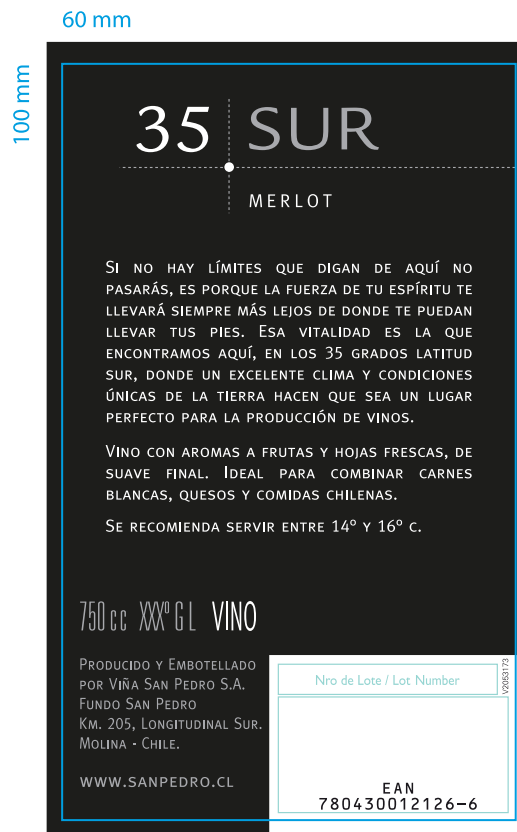 60 mm
100 mm
35 SUR
MERLOT
Si no hay límites que digan de aquí no
pasarás, es porque la fuerza de tu espíritu te
llevará siempre más lejos de donde te puedan
llevar tus pies. Esa vitalidad es la que
encontramos aquí, en los 35 grados latitud
sur, donde un excelente clima y condiciones
únicas de la tierra hacen que sea un lugar
perfecto para la producción de vinos.
Vino con aromas a frutas y hojas frescas, de
suave final. Ideal para combinar carnes
blancas, quesos y comidas chilenas.
Se recomienda servir entre 14º y 16º c.
750 cc XXXº G L VINO
Producido y Embotellado
por Viña San Pedro S.A.
Fundo San Pedro
Km. 205, Longitudinal Sur.
Molina - Chile.
www.sanpedro.cl
Nro de Lote / Lot Number
V2053173
EAN
780430012126-6